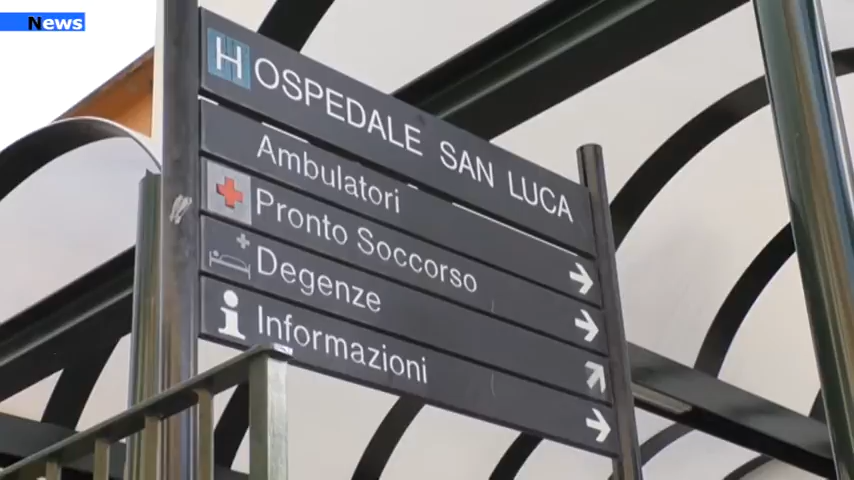 News
H OSPEDALE SAN LUCA
Ambulatori
Pronto Soccorso
Degenze
i Informazioni